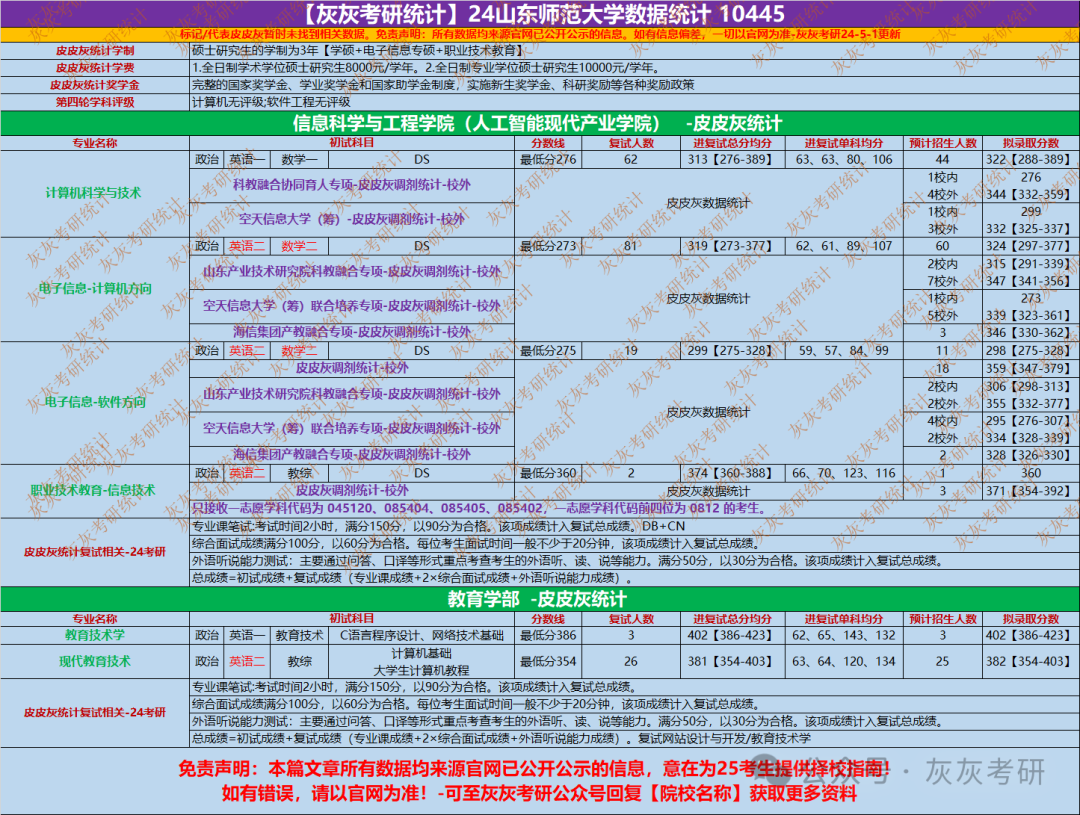 【灰灰考研统计】24山东师范大学数据统计 10445
标记/代表皮皮灰暂时未找到相关数据。免责声明：所有数据均来源官网已公开公示的信息。如有信息偏差，一切以官网为准-灰灰考研24-5-1更新
皮皮灰统计学制 硕士研究生的学制为3年【学硕+电子信息专硕+职业技术教育】
皮皮灰统计学费 1.全日制学术学位硕士研究生8000元/学年。2.全日制专业学位硕士研究生10000元/学年。
皮皮灰统计奖学金 完整的国家奖学金、学业奖学金和国家助学金制度，实施新生奖学金、科研奖励等各种奖励政策
第四轮学科评级 计算机无评级;软件工程无评级
信息科学与工程学院（人工智能现代产业学院） -皮皮灰统计
专业名称 初试科目 分数线 复试人数 进复试总分均分 进复试单科均分 预计招生人数 拟录取分数
计算机科学与技术 政治 英语一 数学一 DS 最低分276 62 313【276-389】 63、63、80、106 44 322【288-389】
科教融合协同育人专项-皮皮灰调剂统计-校外 皮皮灰数据统计 1校内 276
4校外 344【332-359】
空天信息大学（筹）-皮皮灰调剂统计-校外 1校内 299
3校外 332【325-337】
电子信息-计算机方向 政治 英语二 数学二 DS 最低分273 81 319【273-377】 62、61、89、107 60 324【297-377】
山东产业技术研究院科教融合专项-皮皮灰调剂统计-校外 皮皮灰数据统计 2校内 315【291-339】
7校外 347【341-356】
空天信息大学（筹）联合培养专项-皮皮灰调剂统计-校外 1校内 273
5校外 339【323-361】
海信集团产教融合专项-皮皮灰调剂统计-校外 3 346【330-362】
电子信息-软件方向 政治 英语二 数学二 DS 最低分275 19 299【275-328】 59、57、84、99 11 298【275-328】
皮皮灰调剂统计-校外 皮皮灰数据统计 18 359【347-379】
山东产业技术研究院科教融合专项-皮皮灰调剂统计-校外 2校内 306【298-313】
2校外 355【332-377】
空天信息大学（筹）联合培养专项-皮皮灰调剂统计-校外 4校内 295【276-307】
2校外 334【328-339】
海信集团产教融合专项-皮皮灰调剂统计-校外 2 328【326-330】
职业技术教育-信息技术 政治 英语二 教综 DS 最低分360 2 374【360-388】 66、70、123、116 1 360
皮皮灰调剂统计-校外 皮皮灰数据统计 3 371【354-392】
只接收一志愿学科代码为 045120、085404、085405、085402，一志愿学科代码前四位为 0812 的考生。
皮皮灰统计复试相关-24考研 专业课笔试:考试时间2小时，满分150分，以90分为合格。该项成绩计入复试总成绩。DB+CN
综合面试成绩满分100分，以60分为合格。每位考生面试时间一般不少于20分钟，该项成绩计入复试总成绩。
外语听说能力测试：主要通过问答、口译等形式重点考查考生的外语听、读、说等能力。满分50分，以30分为合格。该项成绩计入复试总成绩。
总成绩=初试成绩+复试成绩（专业课成绩+2×综合面试成绩+外语听说能力成绩）。
教育学部 -皮皮灰统计
专业名称 初试科目 分数线 复试人数 进复试总分均分 进复试单科均分 预计招生人数 拟录取分数
教育技术学 政治 英语一 教育技术 C语言程序设计、网络技术基础 最低分386 3 402【386-423】 62、65、143、132 3 402【386-423】
现代教育技术 政治 英语二 教综 计算机基础 大学生计算机教程 最低分354 26 381【354-403】 63、64、120、134 25 382【354-403】
皮皮灰统计复试相关-24考研 专业课笔试:考试时间2小时，满分150分，以90分为合格。该项成绩计入复试总成绩。
综合面试成绩满分100分，以60分为合格。每位考生面试时间一般不少于20分钟，该项成绩计入复试总成绩。
外语听说能力测试：主要通过问答、口译等形式重点考查考生的外语听、读、说等能力。满分50分，以30分为合格。该项成绩计入复试总成绩。
总成绩=初试成绩+复试成绩（专业课成绩+2×综合面试成绩+外语听说能力成绩）。复试网站设计与开发/教育技术学
免责声明：本篇文章所有数据均来源官网已公开公示的信息，意在为25考生提供择校指南！
如有错误，请以官网为准！-可至灰灰考研公众号回复【院校名称】获取更多资料
公众号 · 灰灰考研